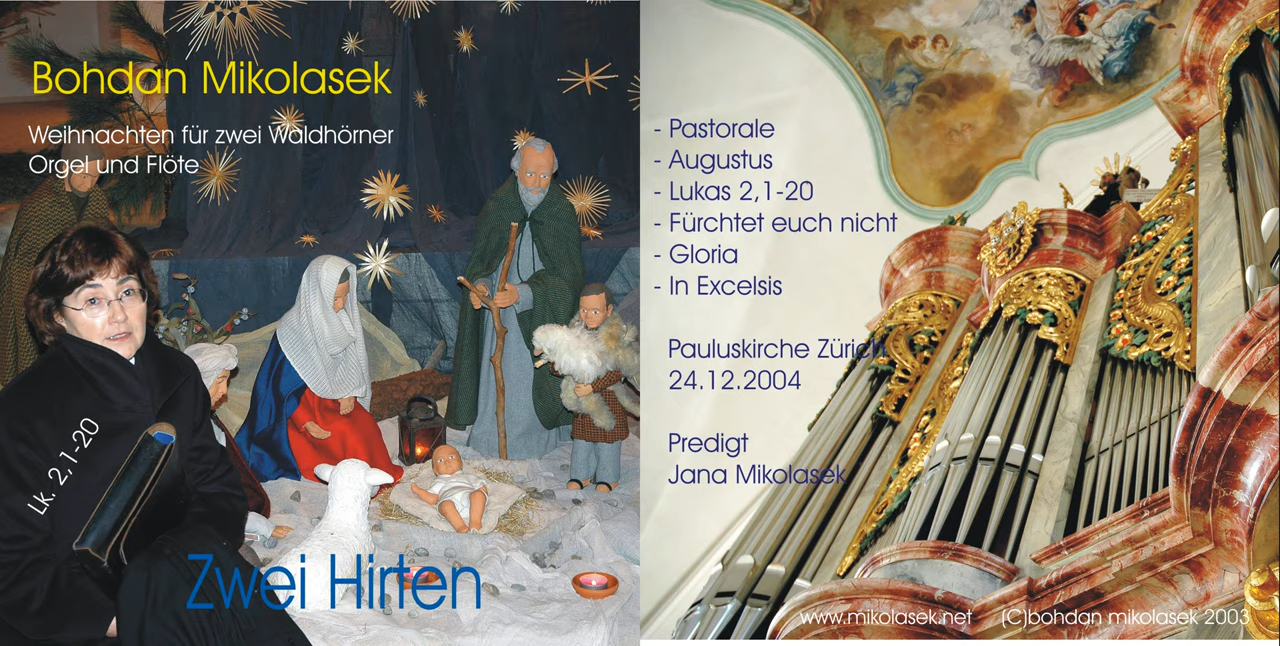 Bohdan Mikolasek
Weihnachten für zwei Waldhörner
Orgel und Flöte
Lk. 2,1-20
Zwei Hirten
- Pastorale
- Augustus
- Lukas 2,1-20
- Fürchtet euch nicht
- Gloria
- In Excelsis
Pauluskirche Zürich
24.12.2004
Predigt
Jana Mikolasek
www.mikolasek.net (C)bohdan mikolasek 2003